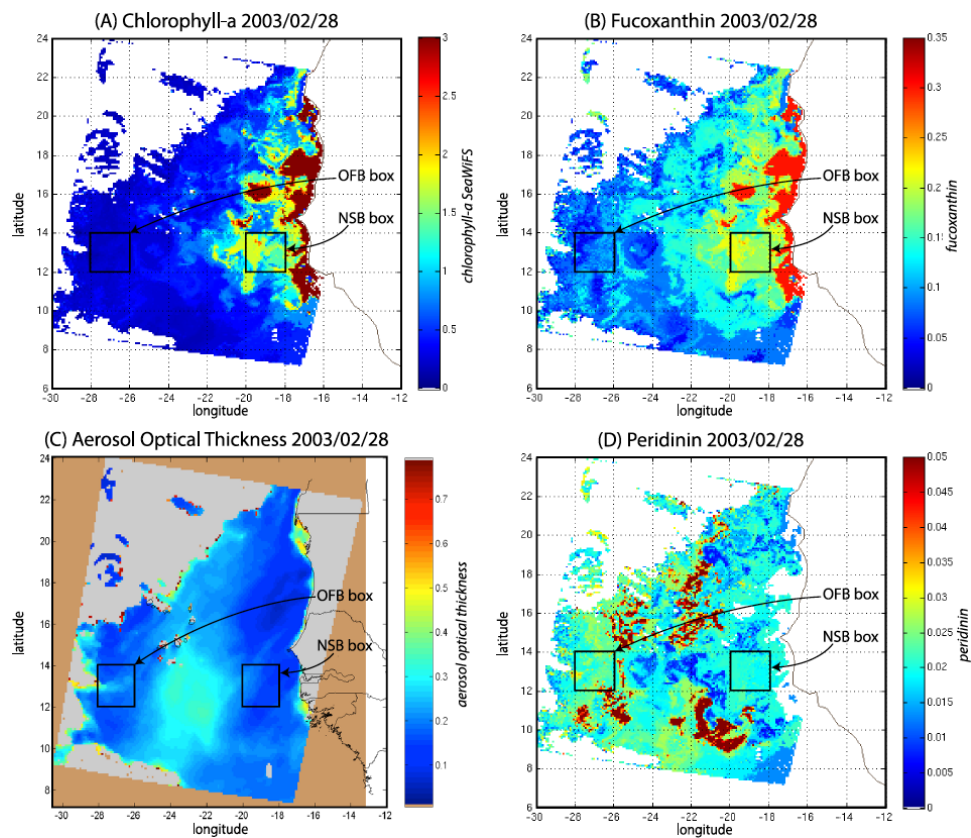 (A) Chlorophyll-a 2003/02/28
24
22
20
18
16
14
12
10
8
6
-30 -28 -26 -24 -22 -20 -18 -16 -14 -12
latitude
longitude
OFB box
NSB box
3
2.5
2
1.5
1
0.5
0
chlorophyll-a SeaWiFS
(B) Fucoxanthin 2003/02/28
24
22
20
18
16
14
12
10
8
6
-30 -28 -26 -24 -22 -20 -18 -16 -14 -12
latitude
longitude
OFB box
NSB box
0.35
0.3
0.25
0.2
0.15
0.1
0.05
0
fucoxanthin
(C) Aerosol Optical Thickness 2003/02/28
24
22
20
18
16
14
12
10
8
-30 -28 -26 -24 -22 -20 -18 -16 -14 -12
latitude
longitude
OFB box
NSB box
0.7
0.6
0.5
0.4
0.3
0.2
0.1
aerosol optical thickness
(D) Peridinin 2003/02/28
24
22
20
18
16
14
12
10
8
6
-30 -28 -26 -24 -22 -20 -18 -16 -14 -12
latitude
longitude
OFB box
NSB box
0.05
0.045
0.04
0.035
0.03
0.025
0.02
0.015
0.01
0.005
0
peridinin